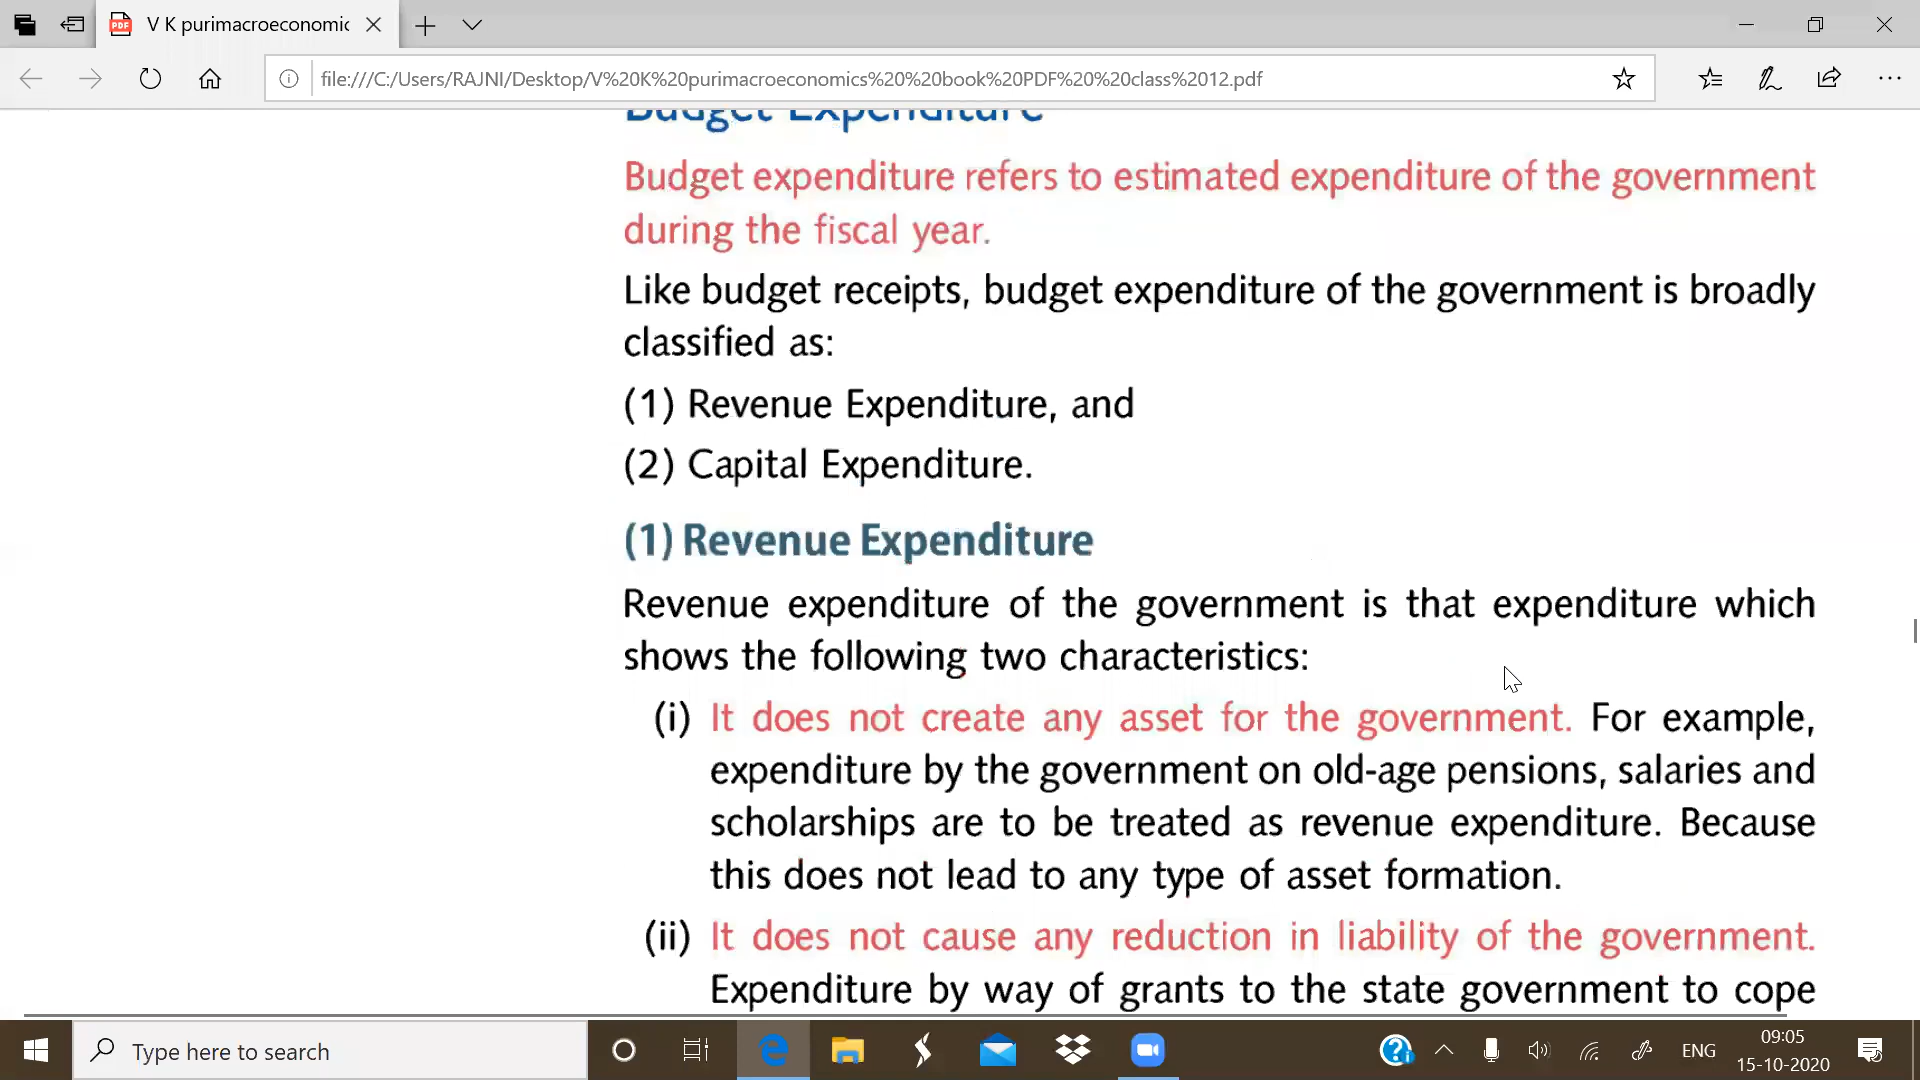 V K purimacroeconomic
file:///C:/Users/RAJNI/Desktop/V%20K%20purimacroeconomics%20%20book%20PDF%20%20class%2012.pdf
Budget Expenditure
Budget expenditure refers to estimated expenditure of the government
during the fiscal year.
Like budget receipts, budget expenditure of the government is broadly
classified as:
(1) Revenue Expenditure, and
(2) Capital Expenditure.
(1) Revenue Expenditure
Revenue expenditure of the government is that expenditure which
shows the following two characteristics:
(i) It does not create any asset for the government. For example,
expenditure by the government on old-age pensions, salaries and
scholarships are to be treated as revenue expenditure. Because
this does not lead to any type of asset formation.
(ii) It does not cause any reduction in liability of the government.
Expenditure by way of grants to the state government to cope
Type here to search
ENG
09:05
15-10-2020